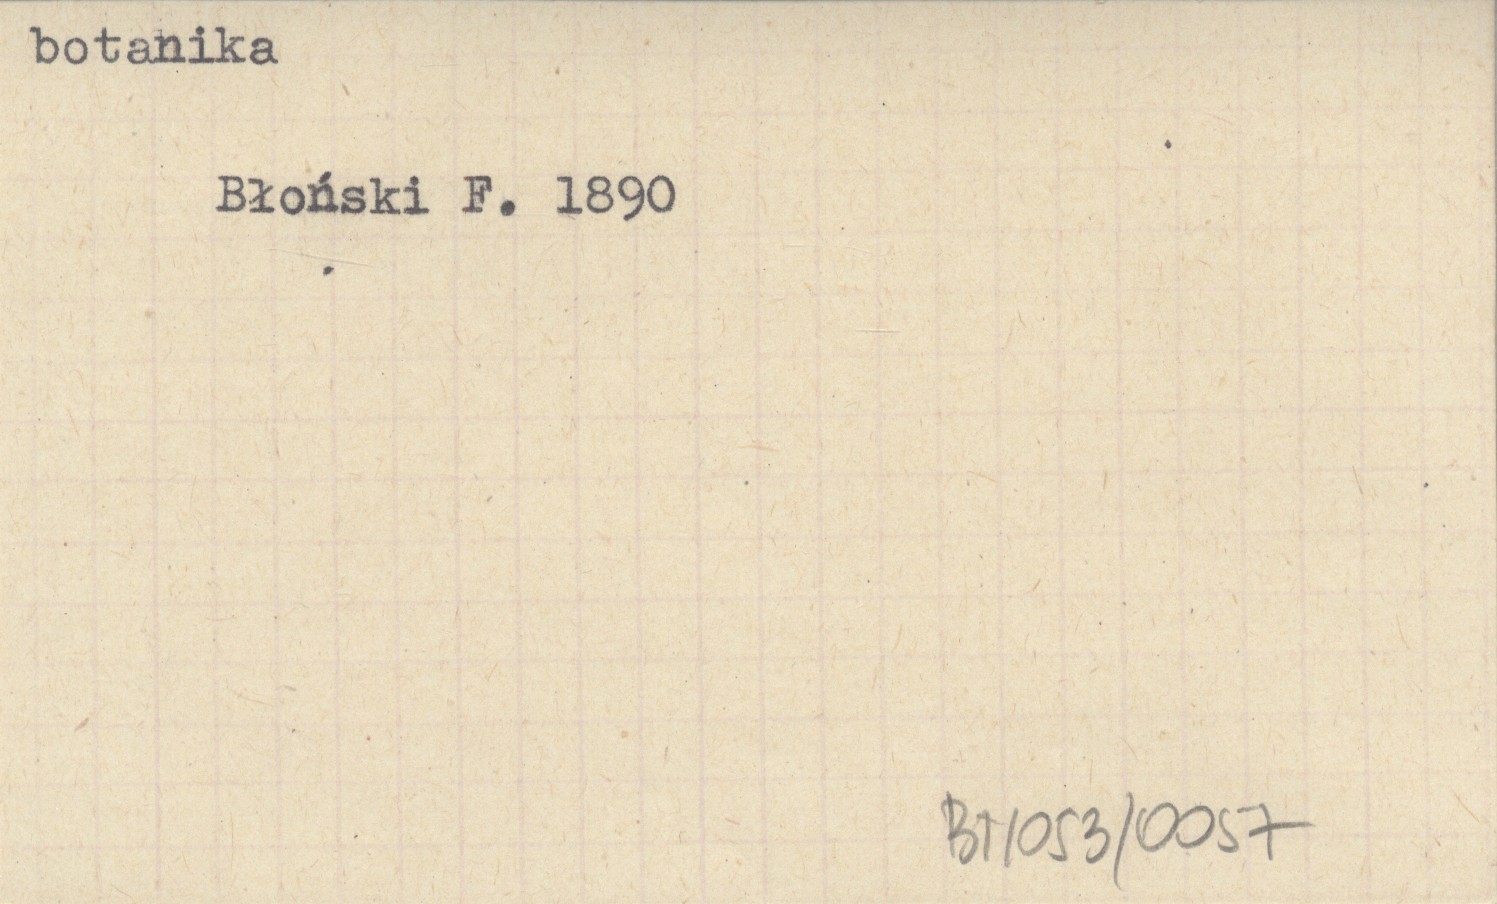 botanika
Błoński F. 1890
BT/053/0057